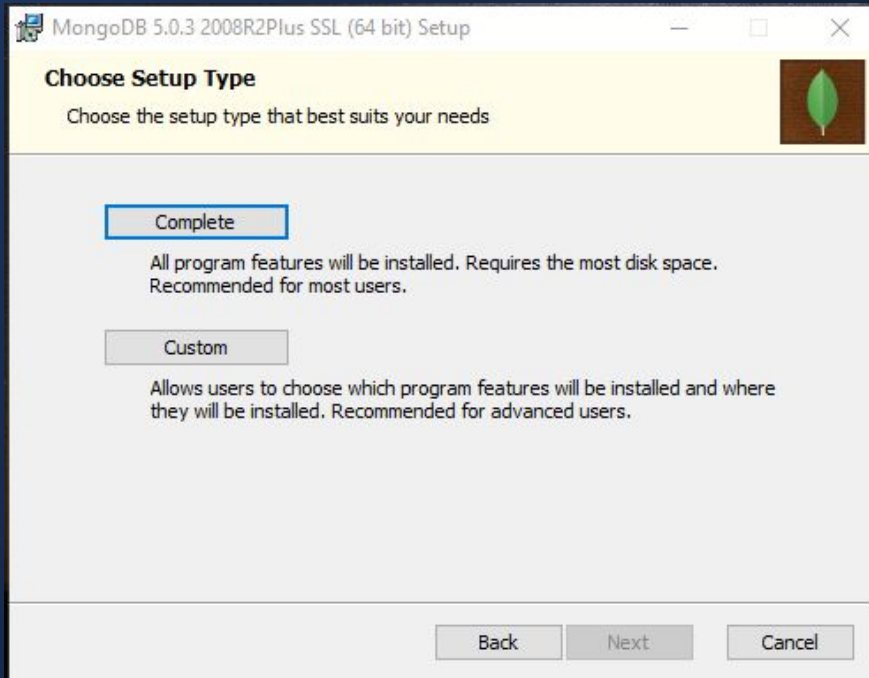 MongoDB 5.0.3 2008R2Plus SSL (64 bit) Setup
Choose Setup Type
Choose the setup type that best suits your needs
Complete
All program features will be installed. Requires the most disk space.
Recommended for most users.
Custom
Allows users to choose which program features will be installed and where
they will be installed. Recommended for advanced users.
Back
Next
Cancel